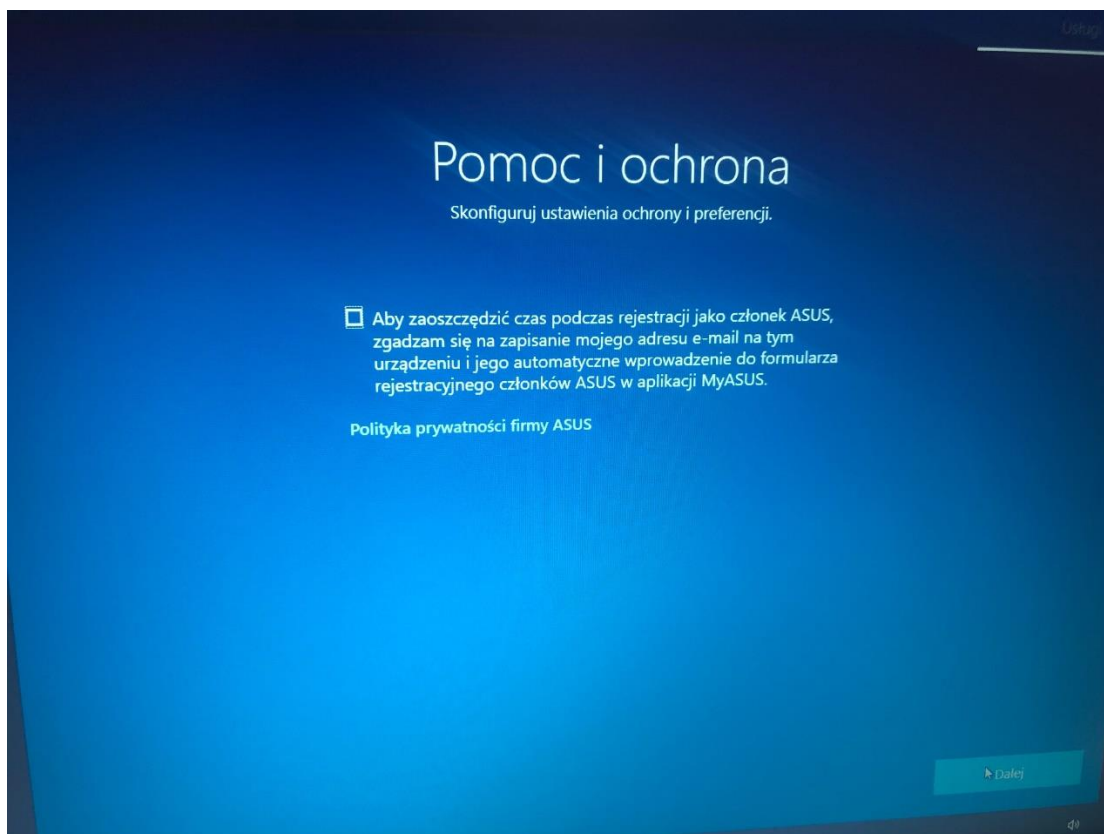 Usługi
Pomoc i ochrona
Skonfiguruj ustawienia ochrony i preferencji.
Aby zaoszczędzić czas podczas rejestracji jako członek ASUS,
zgadzam się na zapisanie mojego adresu e-mail na tym
urządzeniu i jego automatyczne wprowadzenie do formularza
rejestracyjnego członków ASUS w aplikacji MyASUS.
Polityka prywatności firmy ASUS
Dalej